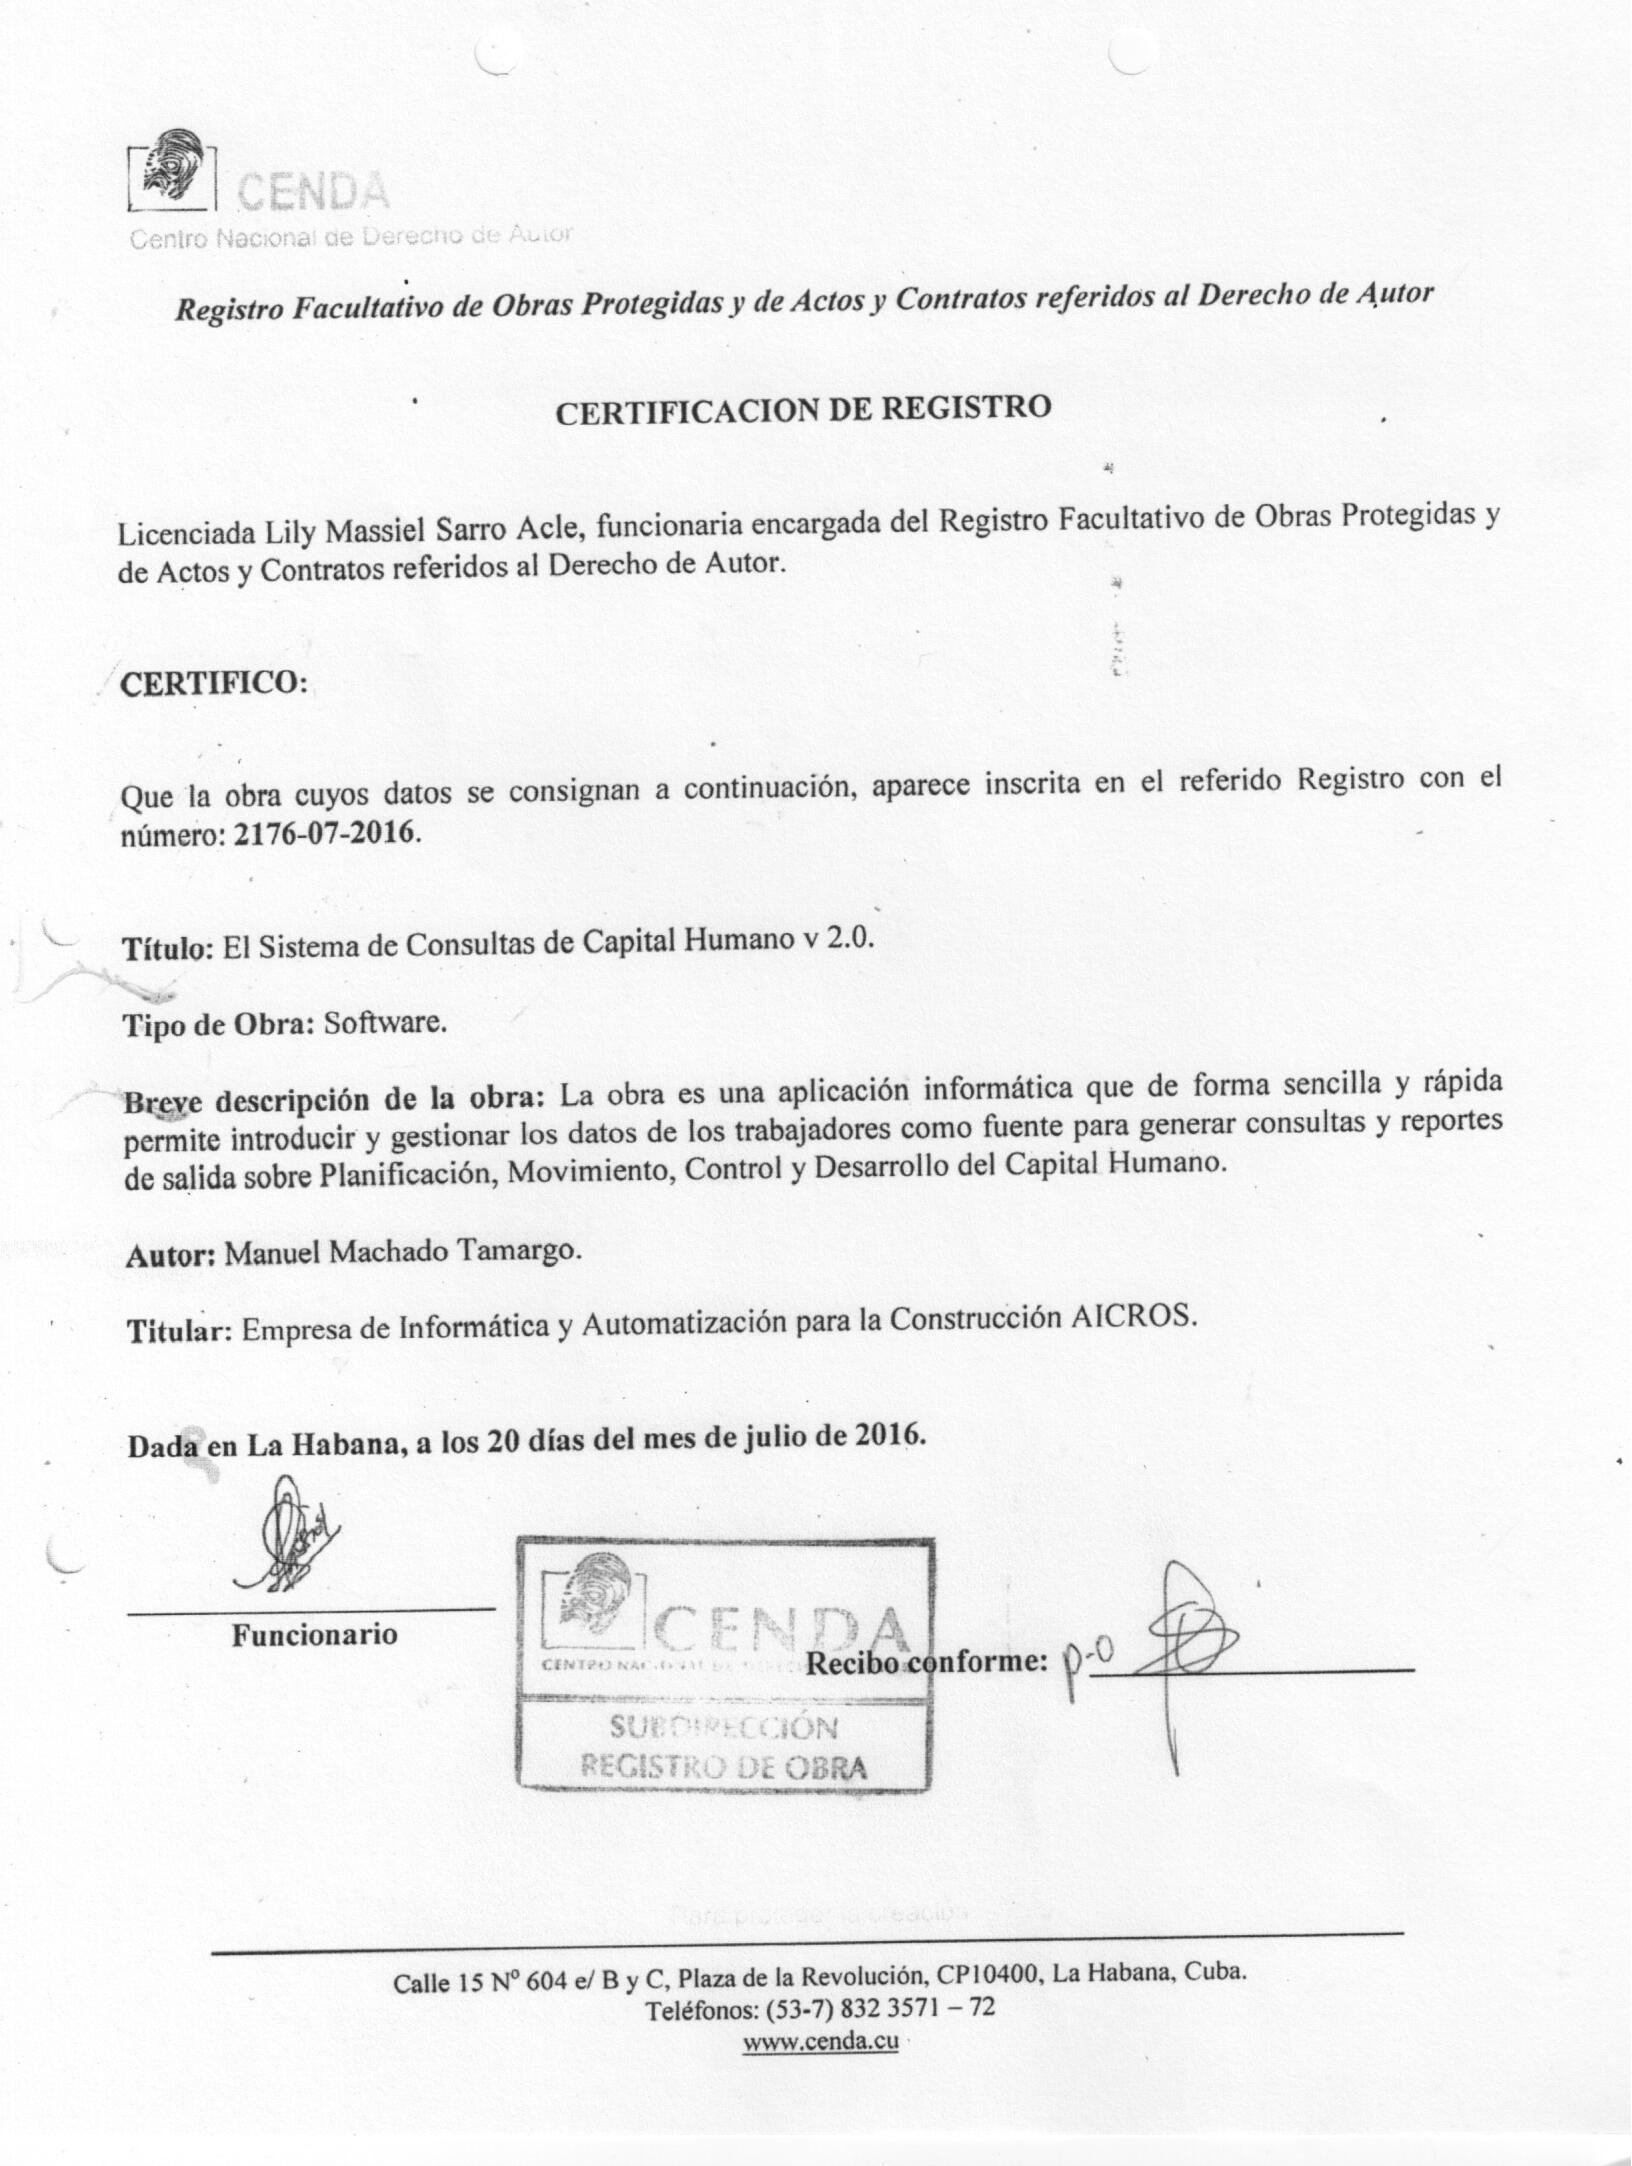 CENDA
Centro Nacional de Derecho de Autor
Registro Facultativo de Obras Protegidas y de Actos y Contratos referidos al Derecho de Autor
CERTIFICACION DE REGISTRO
Licenciada Lily Massiel Sarro Acle, funcionaria encargada del Registro Facultativo de Obras Protegidas y
de Actos y Contratos referidos al Derecho de Autor.
CERTIFICO:
Que la obra cuyos datos se consignan a continuación, aparece inscrita en el referido Registro con el
número: 2176-07-2016.
Título: El Sistema de Consultas de Capital Humano v 2.0.
Tipo de Obra: Software.
Breve descripción de la obra: La obra es una aplicación informática que de forma sencilla y rápida
permite introducir y gestionar los datos de los trabajadores como fuente para generar consultas y reportes
de salida sobre Planificación, Movimiento, Control y Desarrollo del Capital Humano.
Autor: Manuel Machado Tamargo.
Titular: Empresa de Informática y Automatización para la Construcción AICROS.
Dada en La Habana, a los 20 días del mes de julio de 2016.
Funcionario
CENDA
CENTRO NACIONAL DE
Recibo conforme: p-o
SUBDIRECCIÓN
REGISTRO DE OBRA
Para proteger la creación
Calle 15 Nº 604 e/ B y C, Plaza de la Revolución, CP10400, La Habana, Cuba.
Teléfonos: (53-7) 832 3571 – 72
www.cenda.cu